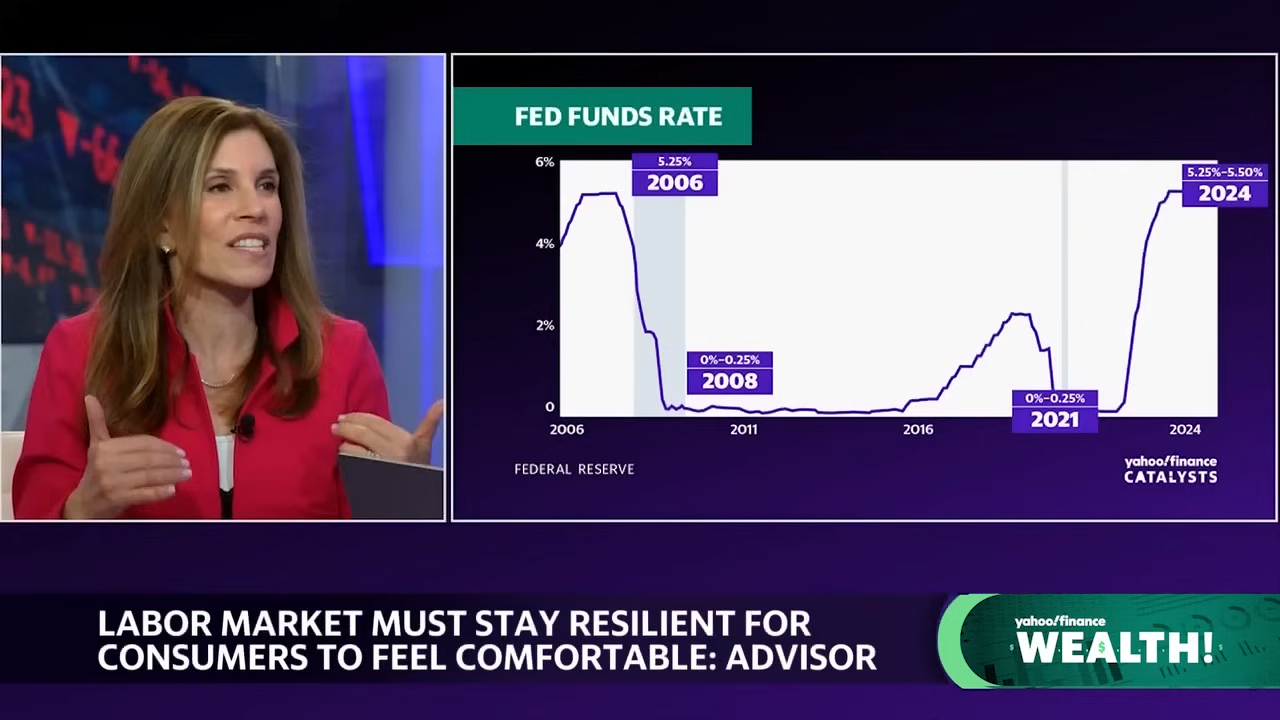 FED FUNDS RATE
6%
4%
2%
0
5.25%
2006
0%–0.25%
2008
0%–0.25%
2021
5.25%–5.50%
2024
2006
2011
2016
2024
FEDERAL RESERVE
yahoo!finance
CATALYSTS
LABOR MARKET MUST STAY RESILIENT FOR
CONSUMERS TO FEEL COMFORTABLE: ADVISOR
yahoo!finance
WEALTH!